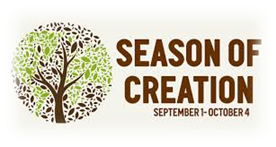 SEASON OF
CREATION
SEPTEMBER 1- OCTOBER 4